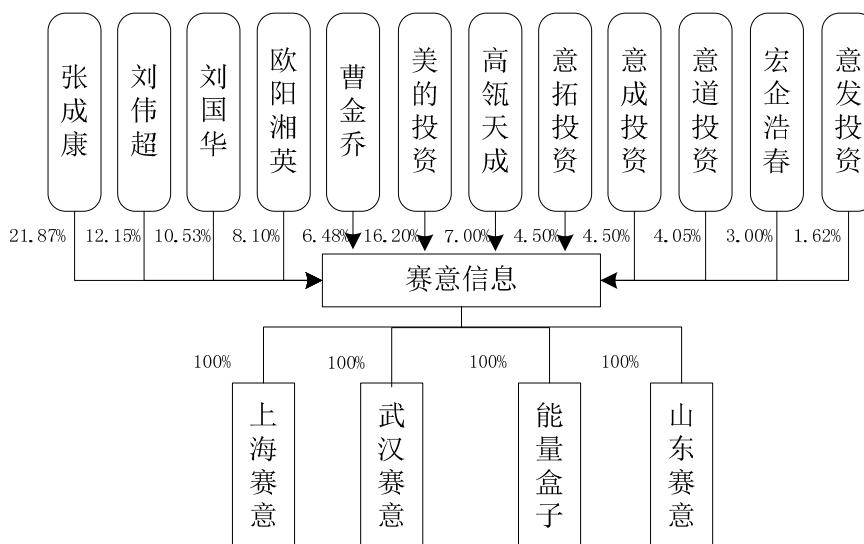 张成康
刘伟超
刘国华
欧阳湘英
曹金乔
美的投资
高瓴天成
意拓投资
意成投资
意道投资
宏企浩春
意发投资
21.87%
12.15%
10.53%
8.10%
6.48%
16.20%
7.00%
4.50%
4.50%
4.05%
3.00%
1.62%
赛意信息
100%
100%
100%
100%
上海赛意
武汉赛意
能量盒子
山东赛意